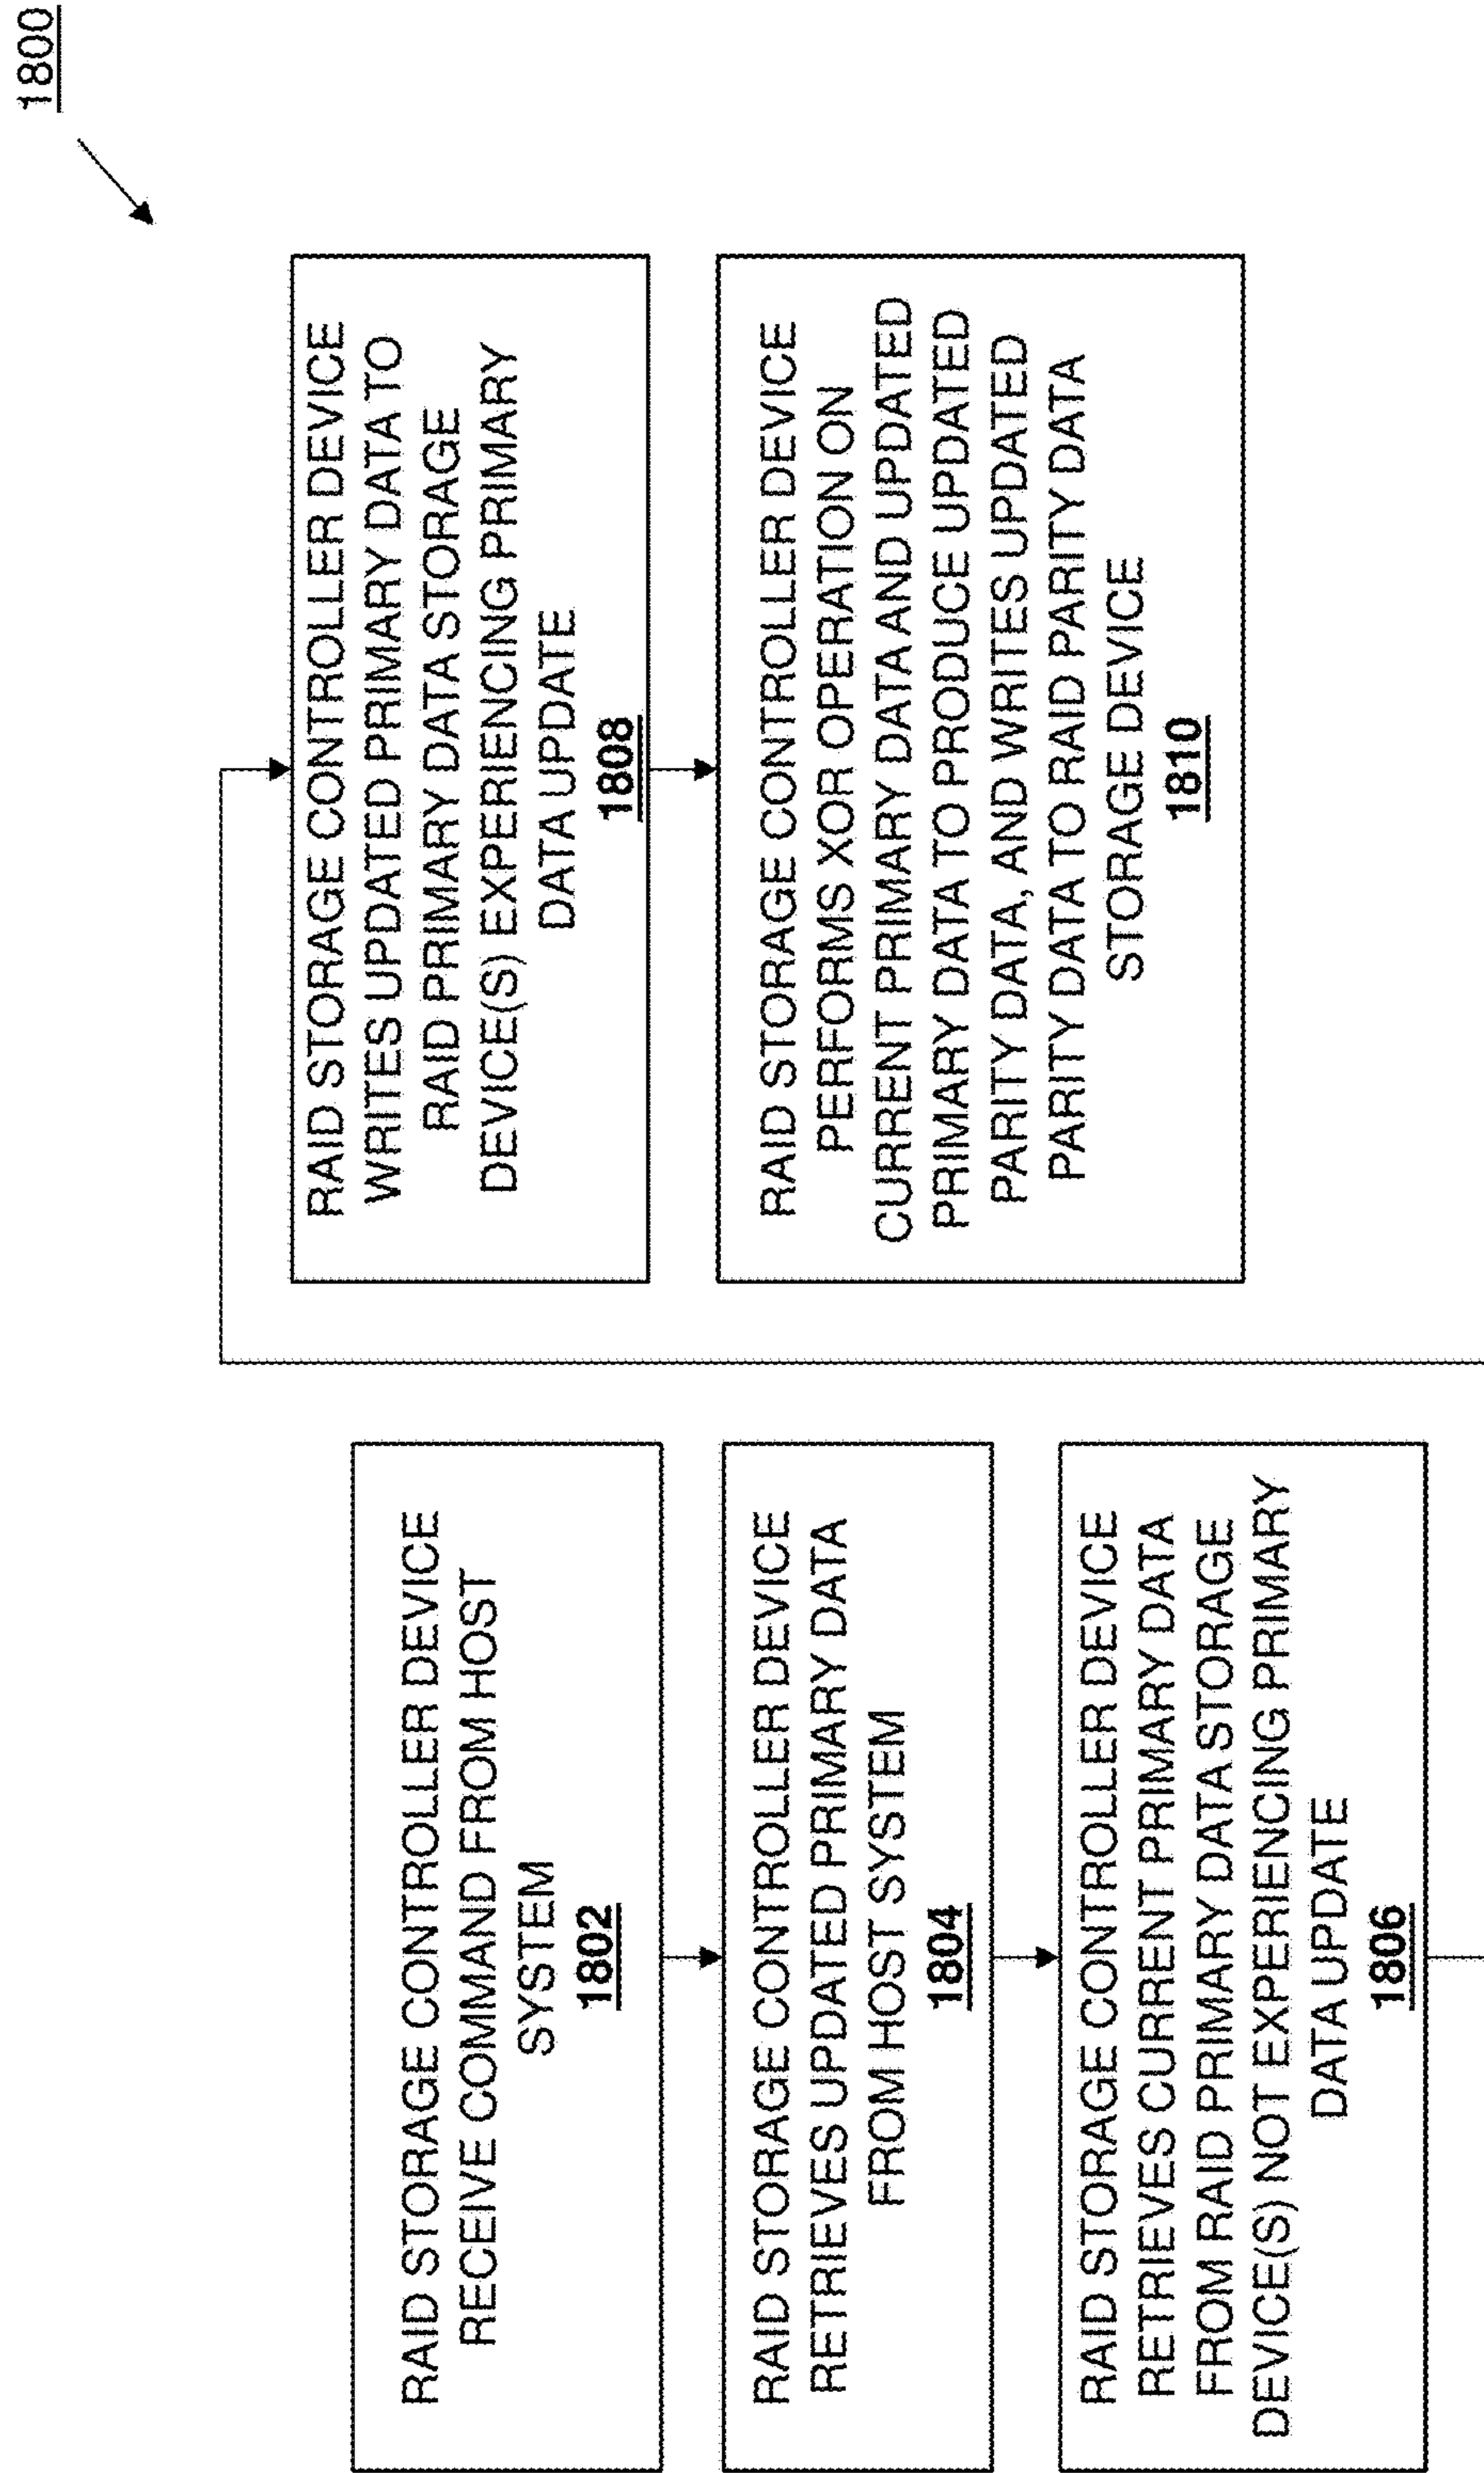 1800
RAID STORAGE CONTROLLER DEVICE
RECEIVE COMMAND FROM HOST
SYSTEM
1802
RAID STORAGE CONTROLLER DEVICE
RETRIEVES UPDATED PRIMARY DATA
FROM HOST SYSTEM
1804
RAID STORAGE CONTROLLER DEVICE
RETRIEVES CURRENT PRIMARY DATA
FROM RAID PRIMARY DATA STORAGE
DEVICE(S) NOT EXPERIENCING PRIMARY
DATA UPDATE
1806
RAID STORAGE CONTROLLER DEVICE
WRITES UPDATED PRIMARY DATA TO
RAID PRIMARY DATA STORAGE
DEVICE(S) EXPERIENCING PRIMARY
DATA UPDATE
1808
RAID STORAGE CONTROLLER DEVICE
PERFORMS XOR OPERATION ON
CURRENT PRIMARY DATA AND UPDATED
PRIMARY DATA TO PRODUCE UPDATED
PARITY DATA, AND WRITES UPDATED
PARITY DATA TO RAID PARITY DATA
STORAGE DEVICE
1810